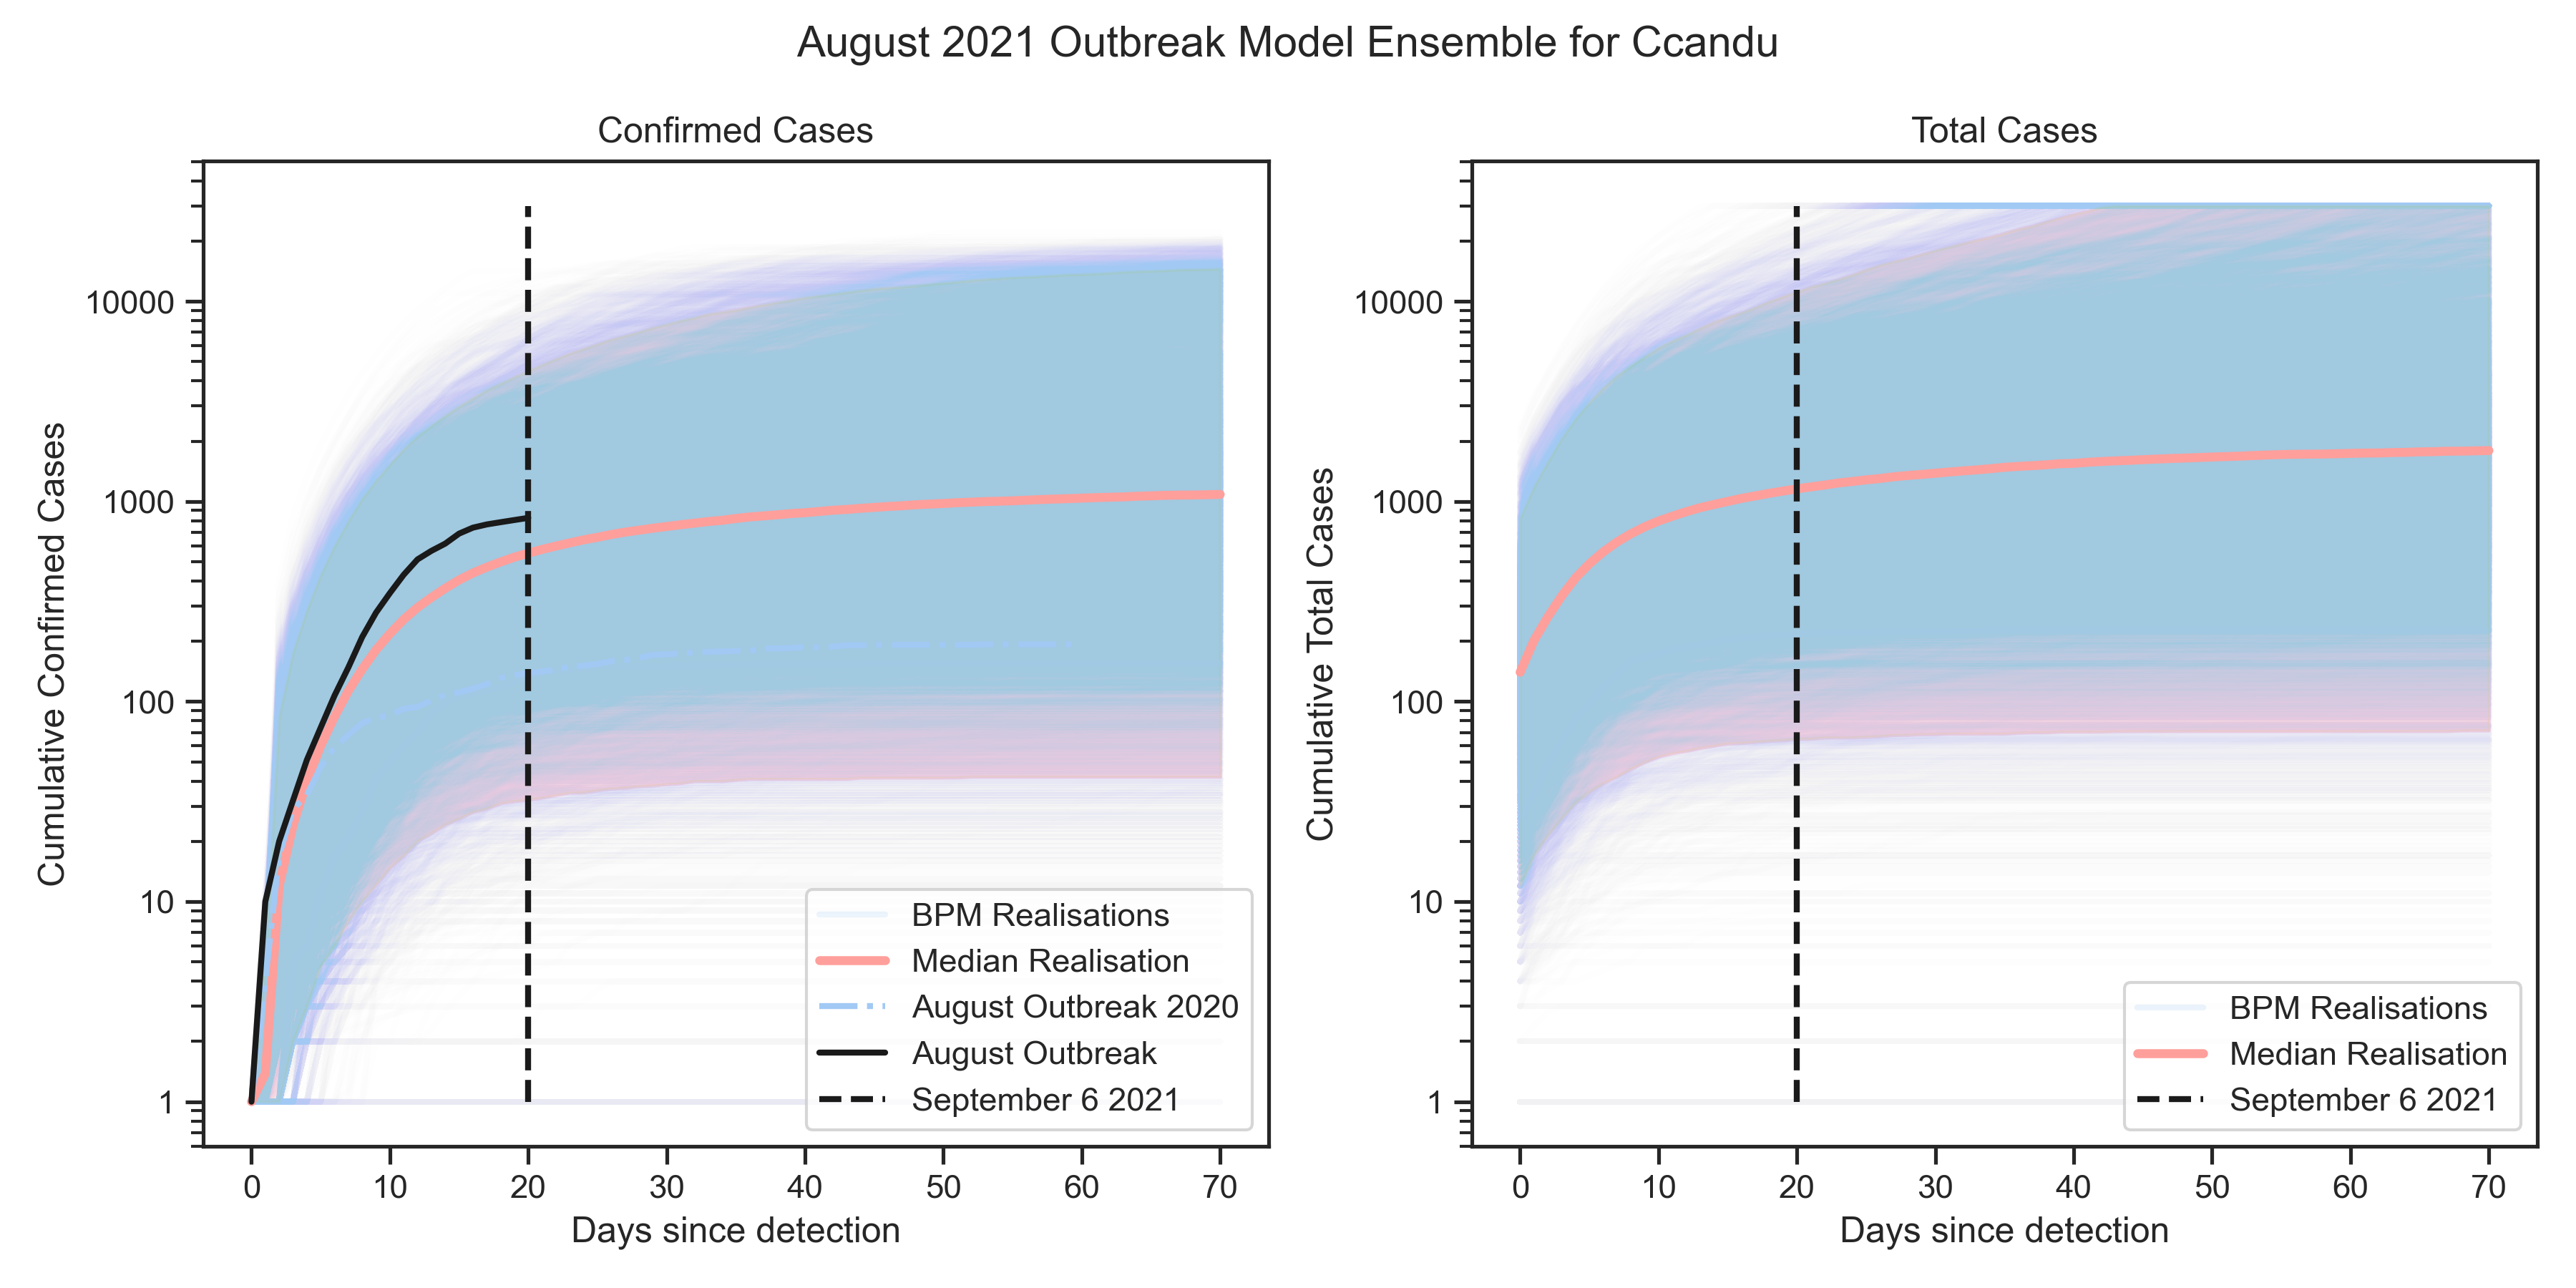 August 2021 Outbreak Model Ensemble for Ccandu
Confirmed Cases
Cumulative Confirmed Cases
10000
1000
100
10
1
0 10 20 30 40 50 60 70
Days since detection
BPM Realisations
Median Realisation
August Outbreak 2020
August Outbreak
September 6 2021
Total Cases
Cumulative Total Cases
10000
1000
100
10
1
0 10 20 30 40 50 60 70
Days since detection
BPM Realisations
Median Realisation
September 6 2021